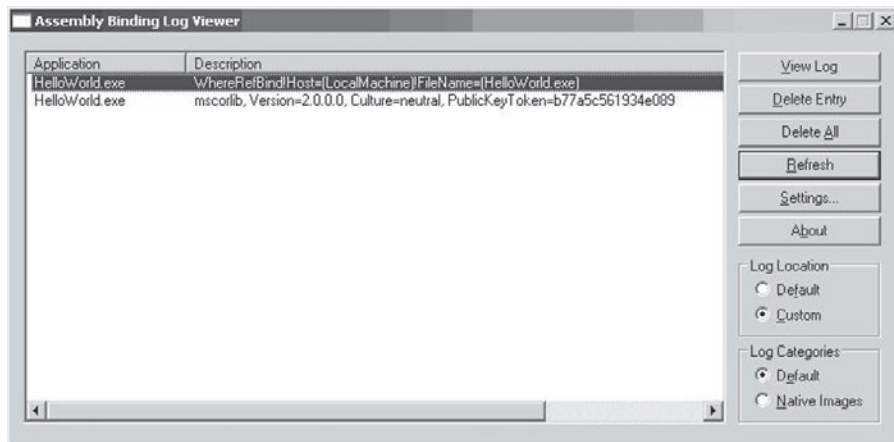 Assembly Binding Log Viewer
Application Description
HelloWorld.exe WhereRefBind!Host=(LocalMachine)!FileName=(HelloWorld.exe)
HelloWorld.exe mscorlib, Version=2.0.0.0, Culture=neutral, PublicKeyToken=b77a5c561934e089
View Log
Delete Entry
Delete All
Refresh
Settings...
About
Log Location
Default
Custom
Log Categories
Default
Native Images